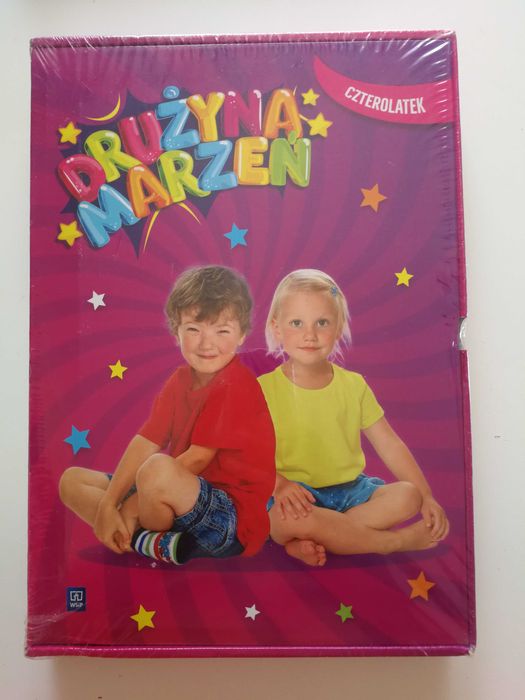 CZTEROLATEK
DRUŻYNA
MARZEŃ
WSiP